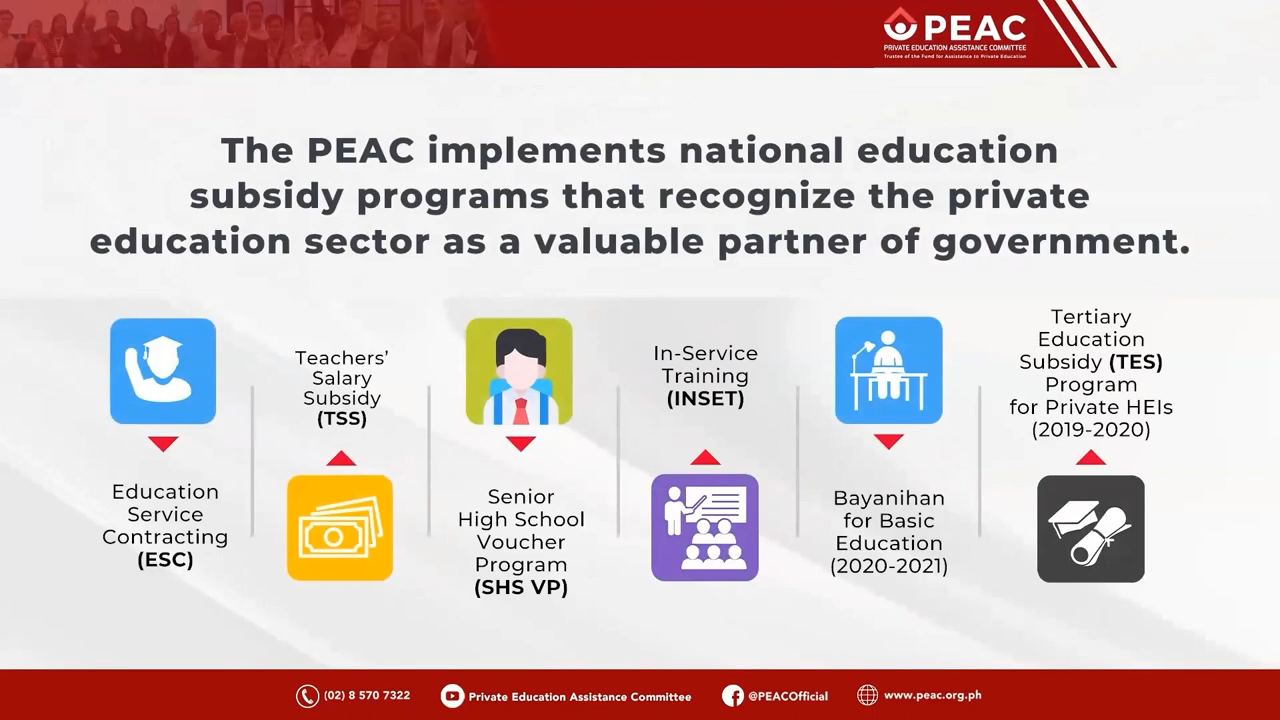 PEAC
PRIVATE EDUCATION ASSISTANCE COMMITTEE
Trustee of the Fund for Assistance to Private Education
The PEAC implements national education
subsidy programs that recognize the private
education sector as a valuable partner of government.
Education
Service
Contracting
(ESC)
Teachers’
Salary
Subsidy
(TSS)
Senior
High School
Voucher
Program
(SHS VP)
In-Service
Training
(INSET)
Bayanihan
for Basic
Education
(2020-2021)
Tertiary
Education
Subsidy (TES)
Program
for Private HEIs
(2019-2020)
(02) 8 570 7322
Private Education Assistance Committee
@PEACOfficial
www.peac.org.ph